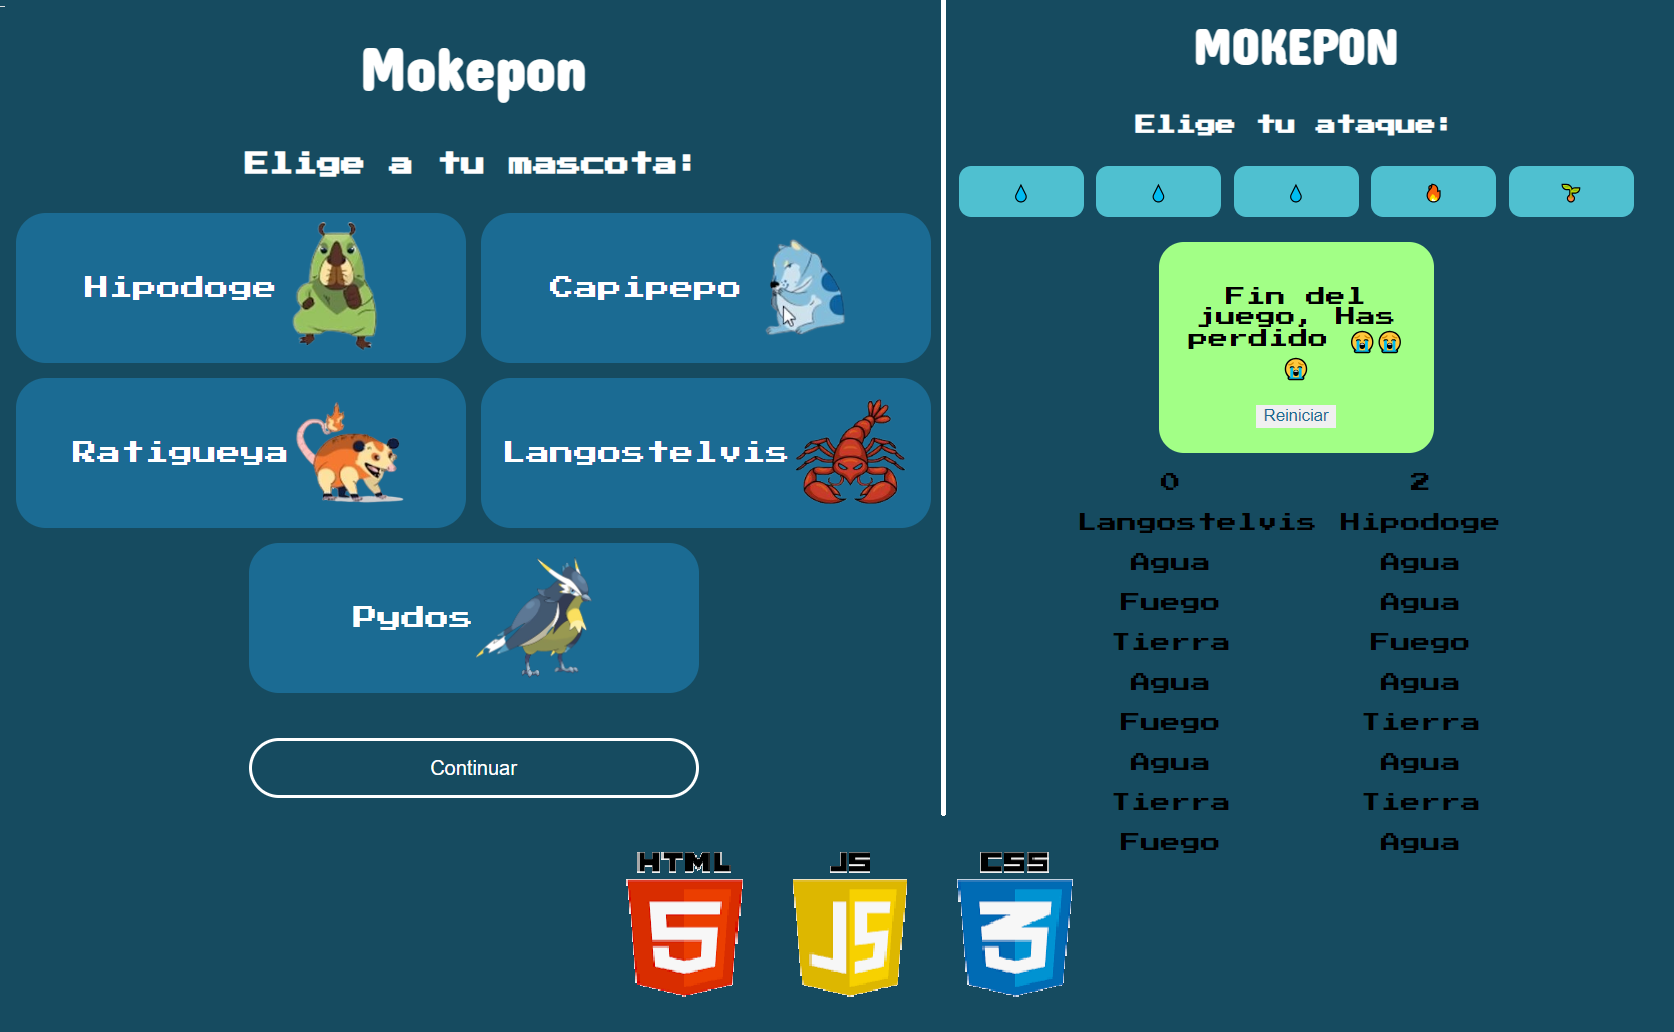 Mokepon
Elige a tu mascota:
Hipodoge
Capipepo
Ratigueya
Langostelvis
Pydos
Continuar
MOKEPON
Elige tu ataque:
💧 💧 💧 🔥 🌱
Fin del
juego, Has
perdido 😭😭
😭
Reiniciar
0 2
Langostelvis Hipodoge
Agua Agua
Fuego Agua
Tierra Fuego
Agua Agua
Fuego Tierra
Agua Agua
Tierra Tierra
Fuego Agua
HTML JS CSS
5 JS 3